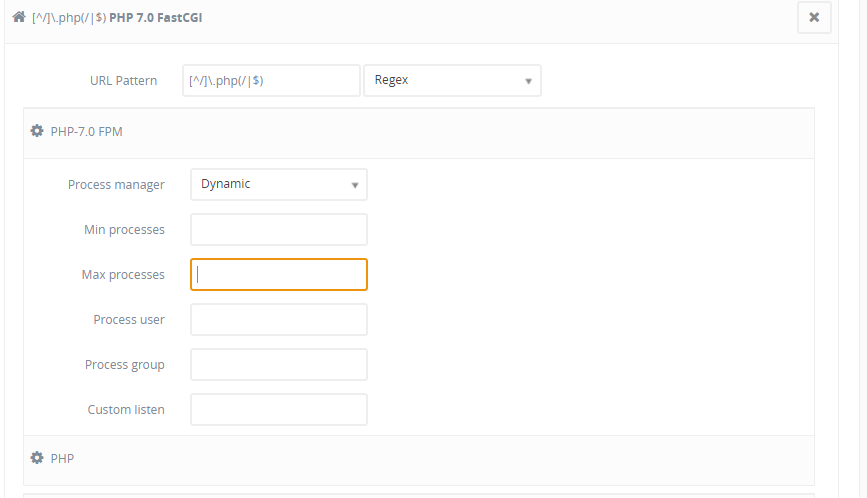 [^/]\.php(/|$) PHP 7.0 FastCGI
URL Pattern [^/]\.php(/|$) Regex
PHP-7.0 FPM
Process manager Dynamic
Min processes
Max processes
Process user
Process group
Custom listen
PHP